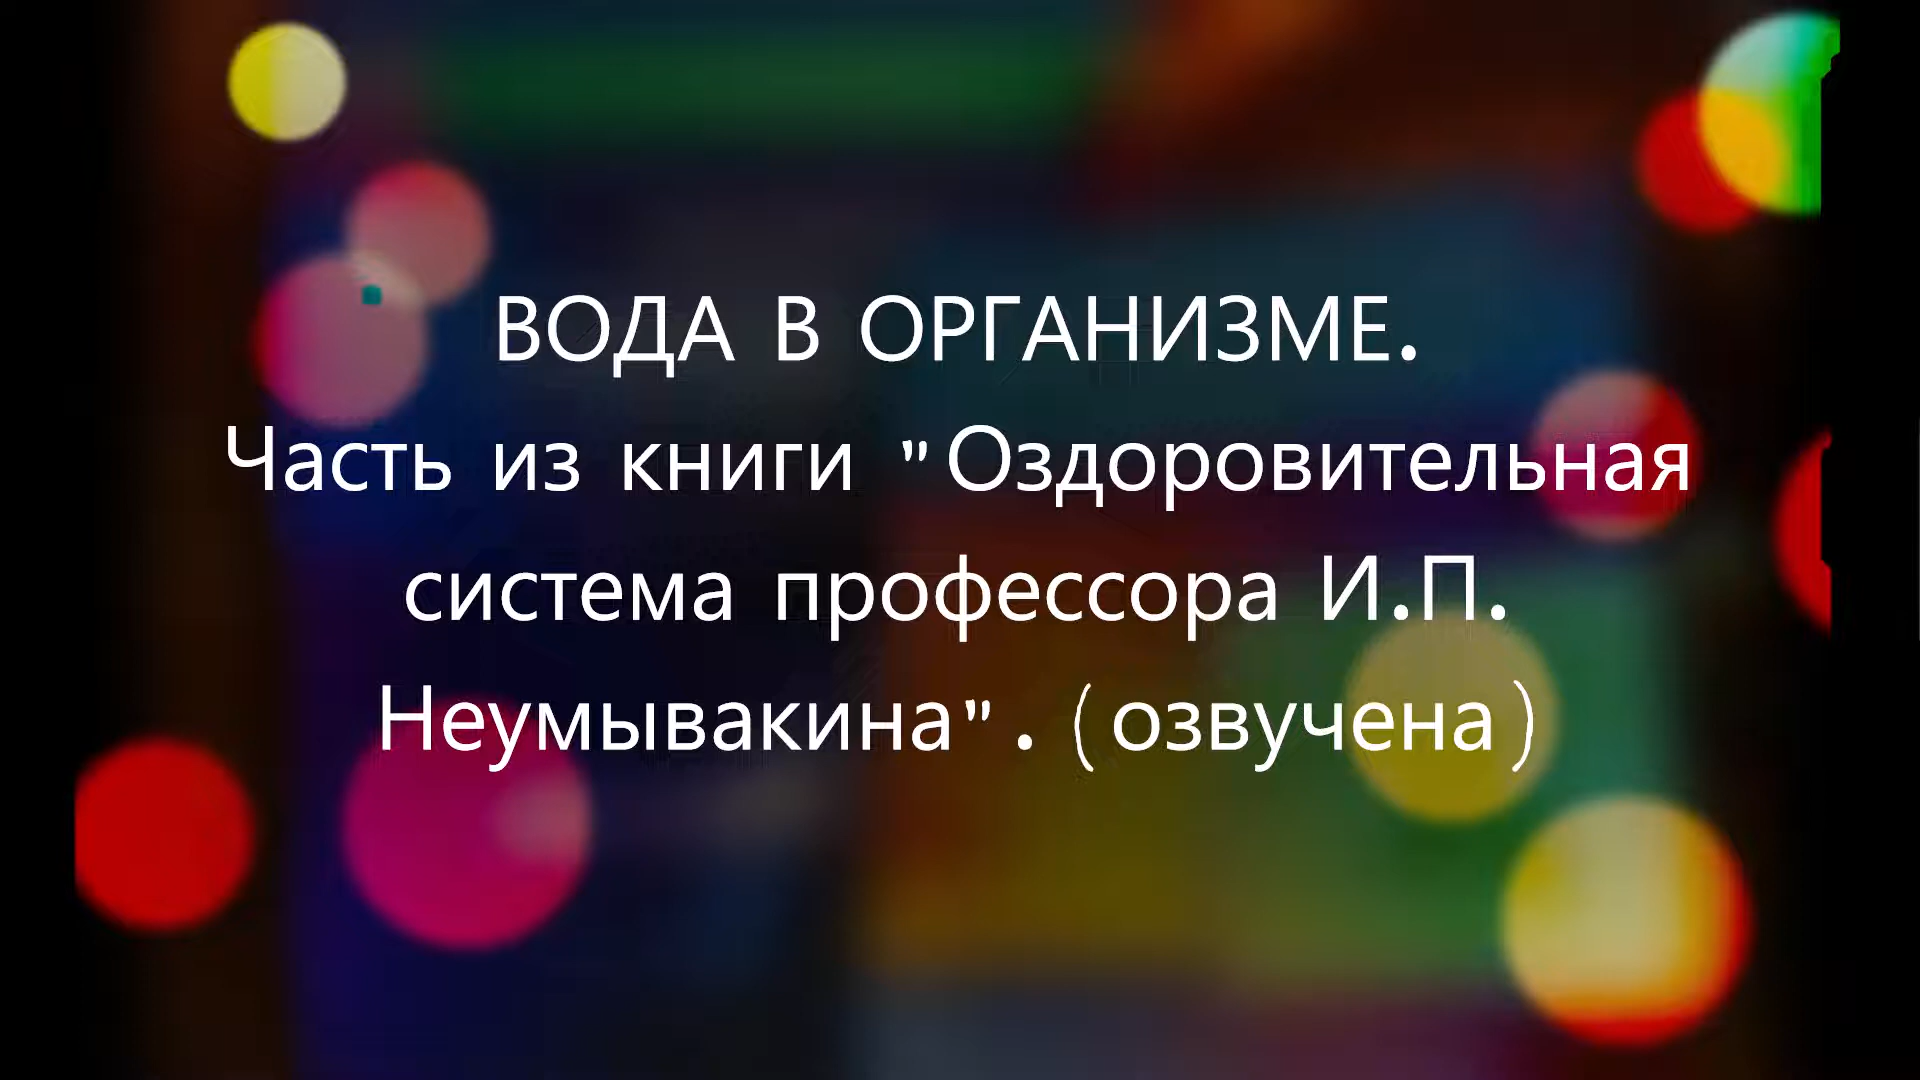 ВОДА В ОРГАНИЗМЕ.
Часть из книги "Оздоровительная
система профессора И.П.
Неумывакина". (озвучена)